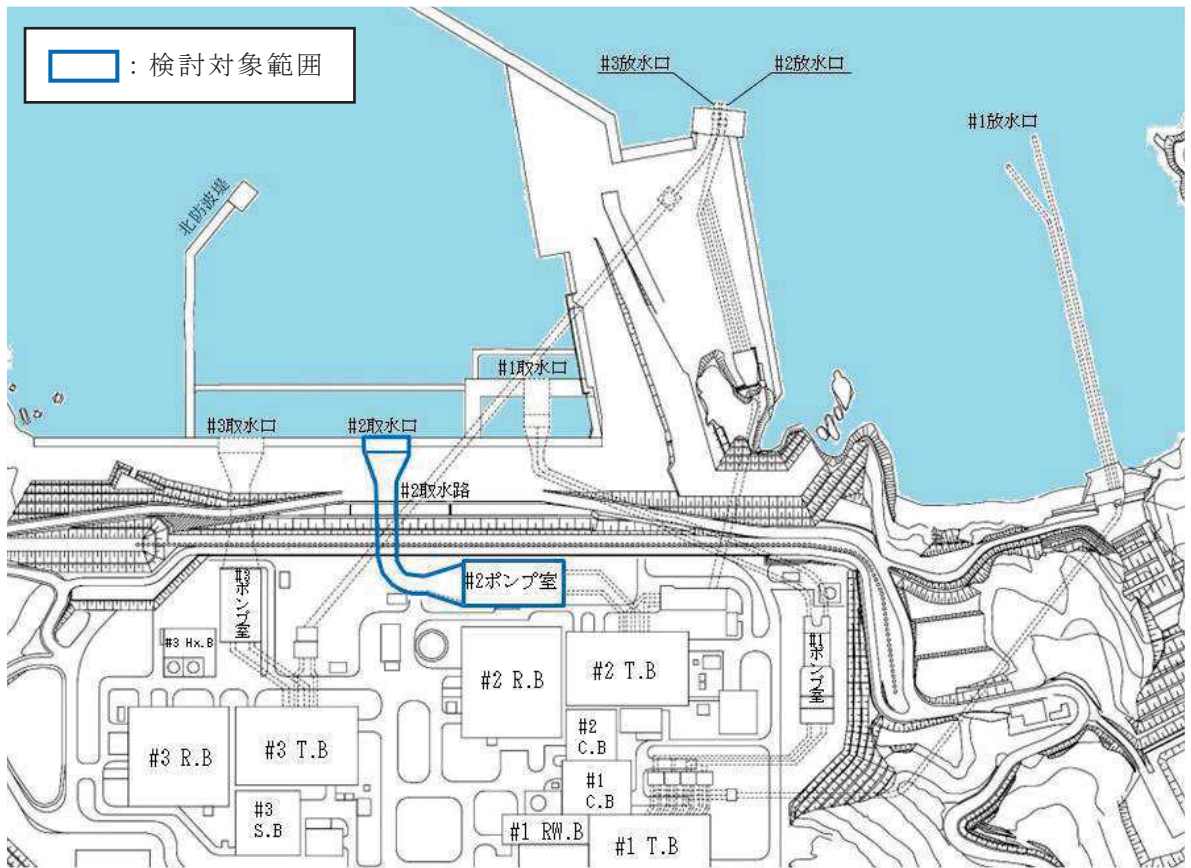 ：検討対象範囲
#3放水口
#2放水口
#1放水口
北防波堤
#1取水口
#3取水口
#2取水口
#2取水路
#3ポンプ室
#2ポンプ室
#1ポンプ室
#3 Hx.B
#2 R.B
#2 T.B
#3 R.B
#3 T.B
#2
C.B
#1
C.B
#3
S.B
#1 RW.B
#1 T.B